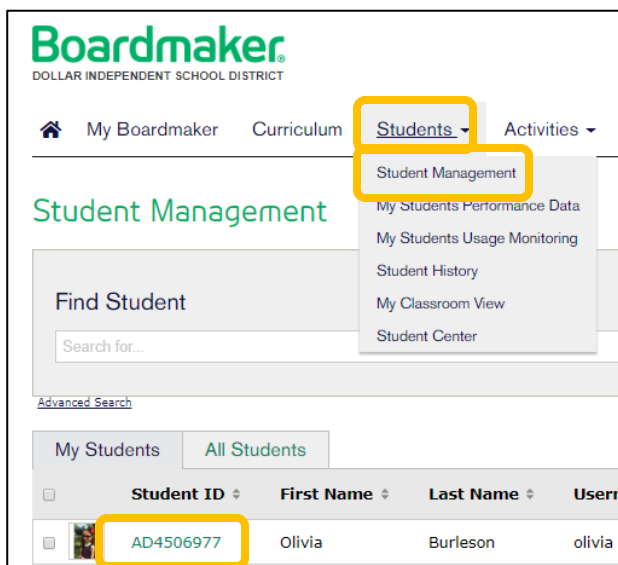 Boardmaker.
DOLLAR INDEPENDENT SCHOOL DISTRICT
My Boardmaker Curriculum Students Activities
Student Management
My Students Performance Data
My Students Usage Monitoring
Student History
My Classroom View
Student Center
Student Management
Find Student
Search for...
Advanced Search
My Students All Students
Student ID First Name Last Name
AD4506977 Olivia Burleson olivia